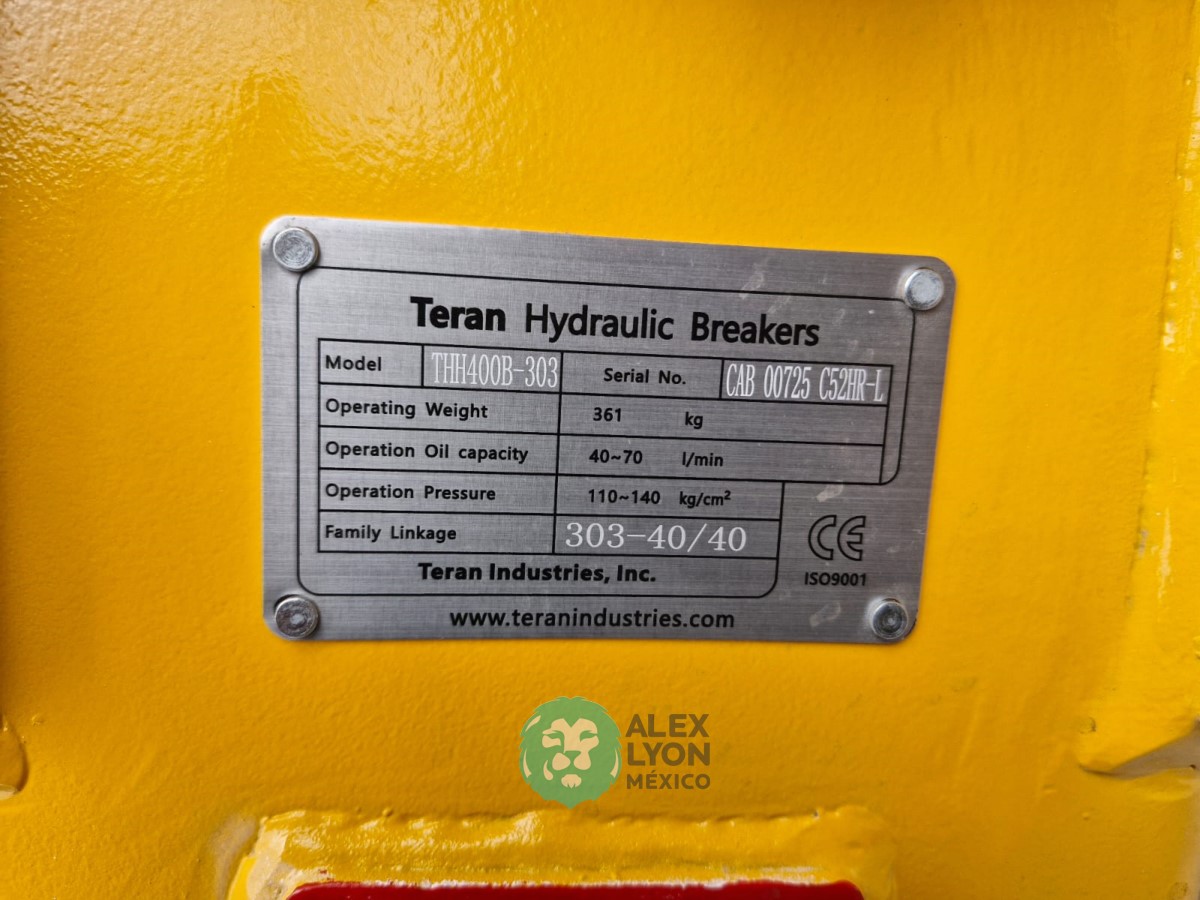 Teran Hydraulic Breakers
Model THH400B-303 Serial No. CAB 00725 C52HR-L
Operating Weight 361 kg
Operation Oil capacity 40~70 l/min
Operation Pressure 110~140 kg/cm²
Family Linkage 303-40/40
CE
ISO9001
Teran Industries, Inc.
www.teranindustries.com
ALEX
LYON
MÉXICO